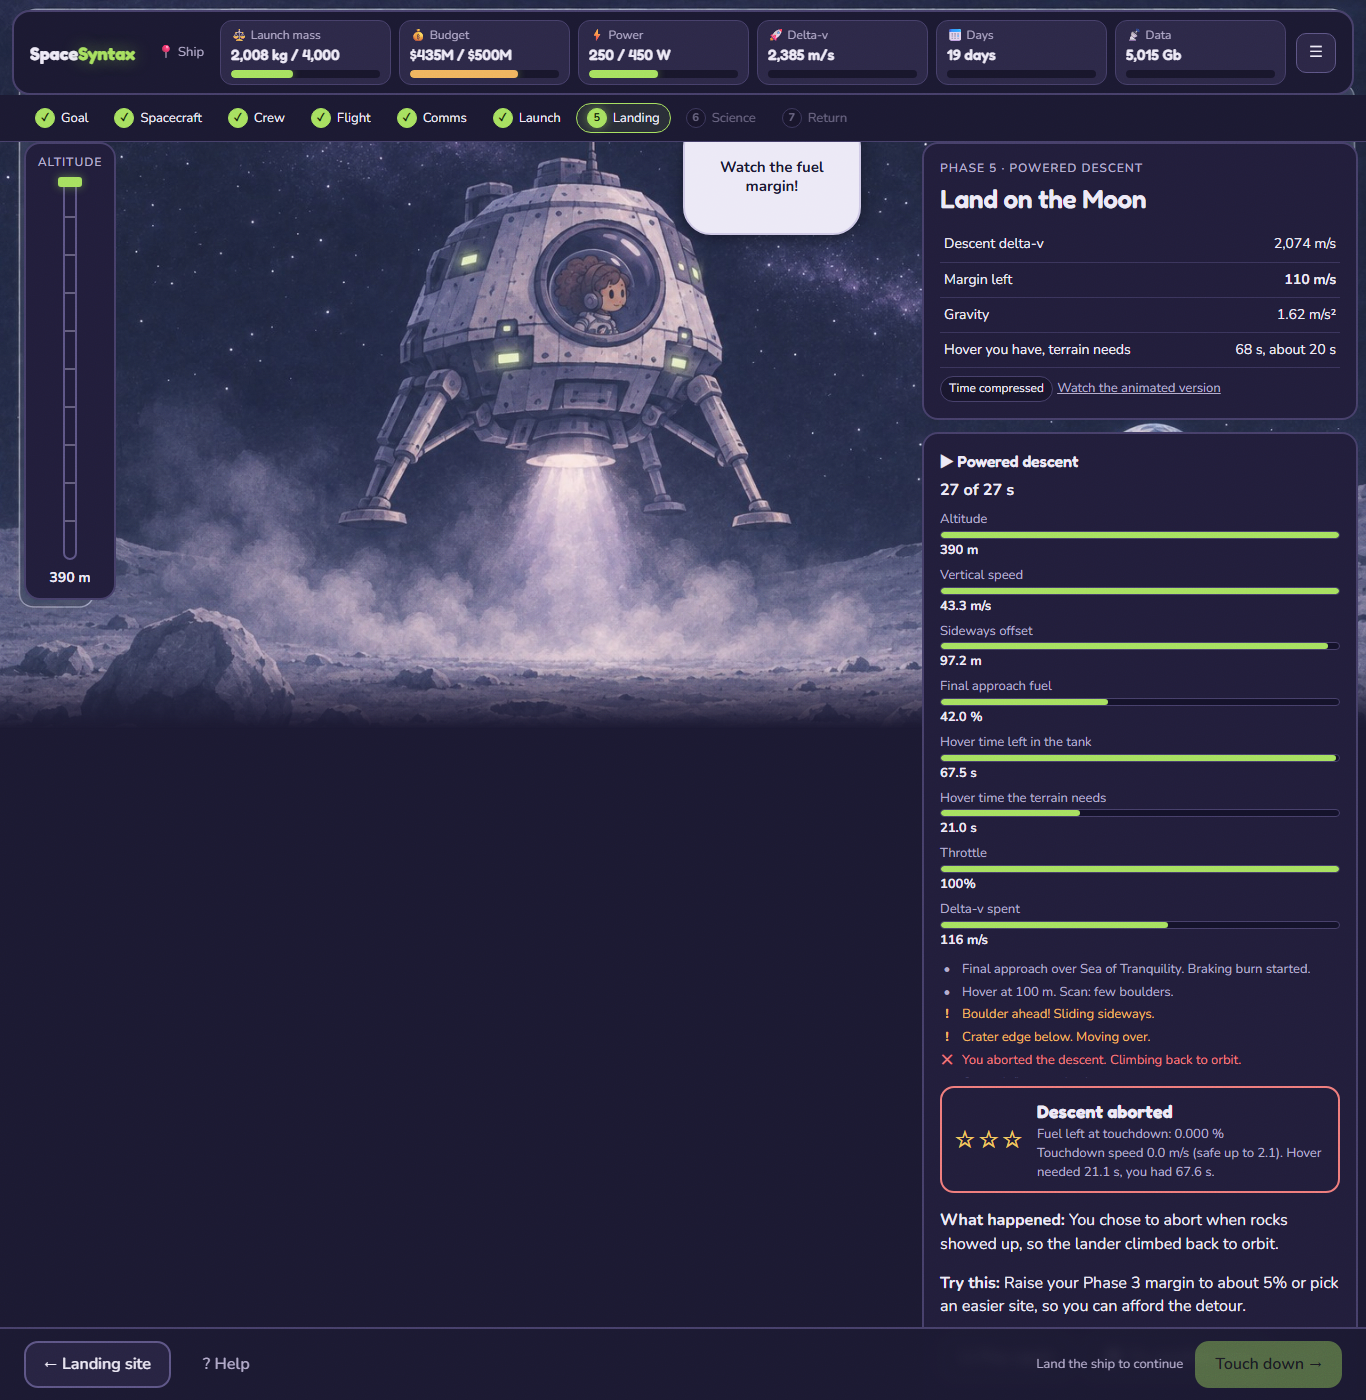 SpaceSyntax
Ship
Launch mass
2,008 kg / 4,000
Budget
$435M / $500M
Power
250 / 450 W
Delta-v
2,385 m/s
Days
19 days
Data
5,015 Gb
✓ Goal
✓ Spacecraft
✓ Crew
✓ Flight
✓ Comms
✓ Launch
5 Landing
6 Science
7 Return
ALTITUDE
390 m
Watch the fuel
margin!
PHASE 5 · POWERED DESCENT
Land on the Moon
Descent delta-v 2,074 m/s
Margin left 110 m/s
Gravity 1.62 m/s²
Hover you have, terrain needs 68 s, about 20 s
Time compressed Watch the animated version
▶ Powered descent
27 of 27 s
Altitude
390 m
Vertical speed
43.3 m/s
Sideways offset
97.2 m
Final approach fuel
42.0 %
Hover time left in the tank
67.5 s
Hover time the terrain needs
21.0 s
Throttle
100%
Delta-v spent
116 m/s
• Final approach over Sea of Tranquility. Braking burn started.
• Hover at 100 m. Scan: few boulders.
! Boulder ahead! Sliding sideways.
! Crater edge below. Moving over.
✕ You aborted the descent. Climbing back to orbit.
Descent aborted
Fuel left at touchdown: 0.000 %
Touchdown speed 0.0 m/s (safe up to 2.1). Hover
needed 21.1 s, you had 67.6 s.
What happened: You chose to abort when rocks
showed up, so the lander climbed back to orbit.
Try this: Raise your Phase 3 margin to about 5% or pick
an easier site, so you can afford the detour.
← Landing site
? Help
Land the ship to continue
Touch down →